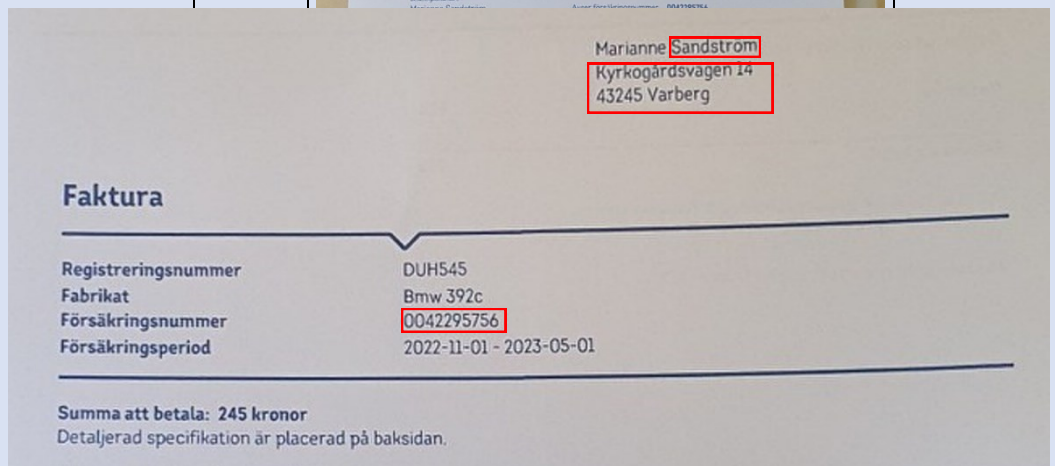 Marianne Sandström
Kyrkogårdsvägen 14
43245 Varberg
Faktura
Registreringsnummer DUH545
Fabrikat Bmw 392c
Försäkringsnummer 0042295756
Försäkringsperiod 2022-11-01 - 2023-05-01
Summa att betala: 245 kronor
Detaljerad specifikation är placerad på baksidan.